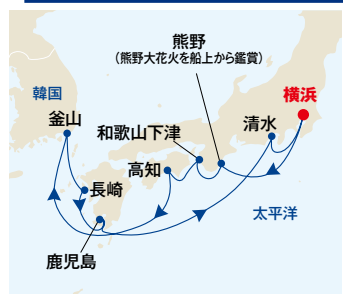 熊野
(熊野大花火を船上から鑑賞)
横浜
韓国
釜山
和歌山下津
清水
高知
長崎
太平洋
鹿児島